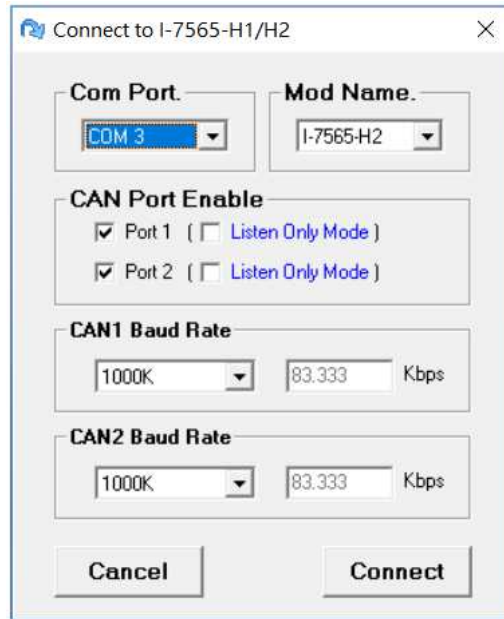 Connect to I-7565-H1/H2
Com Port. Mod Name.
COM 3 I-7565-H2
CAN Port Enable
Port 1 ( Listen Only Mode )
Port 2 ( Listen Only Mode )
CAN1 Baud Rate
1000K 83.333 Kbps
CAN2 Baud Rate
1000K 83.333 Kbps
Cancel Connect